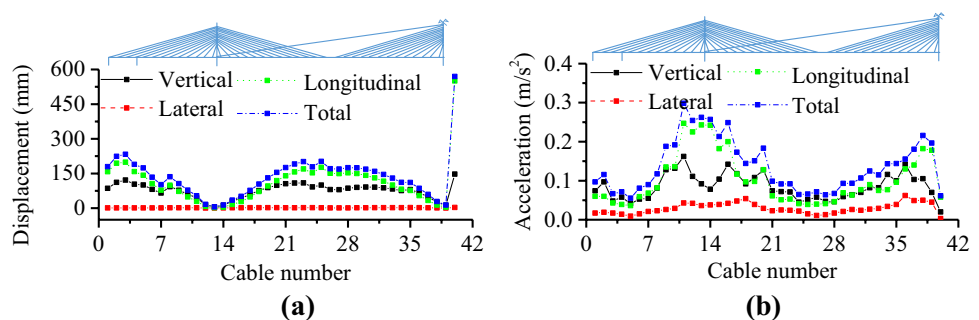 Displacement (mm)
600
450
300
150
0
Vertical
Longitudinal
Lateral
Total
1 7 14 21 28 35 42
Cable number
(a)
Accelerration (m/s²)
0.4
0.3
0.2
0.1
0.0
Vertical
Longitudinal
Lateral
Total
0 7 14 21 28 35 42
Cable number
(b)